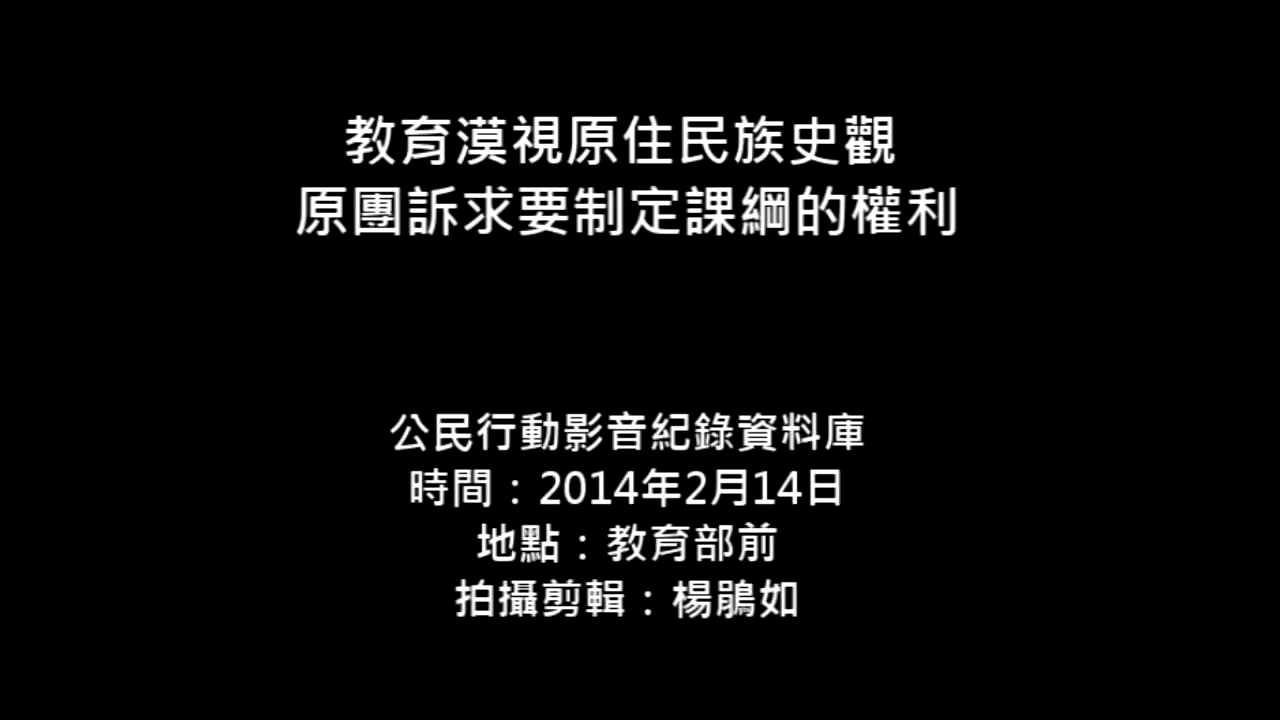 教育漠視原住民族史觀
原團訴求要制定課綱的權利
公民行動影音紀錄資料庫
時間：2014年2月14日
地點：教育部前
拍攝剪輯：楊鵑如